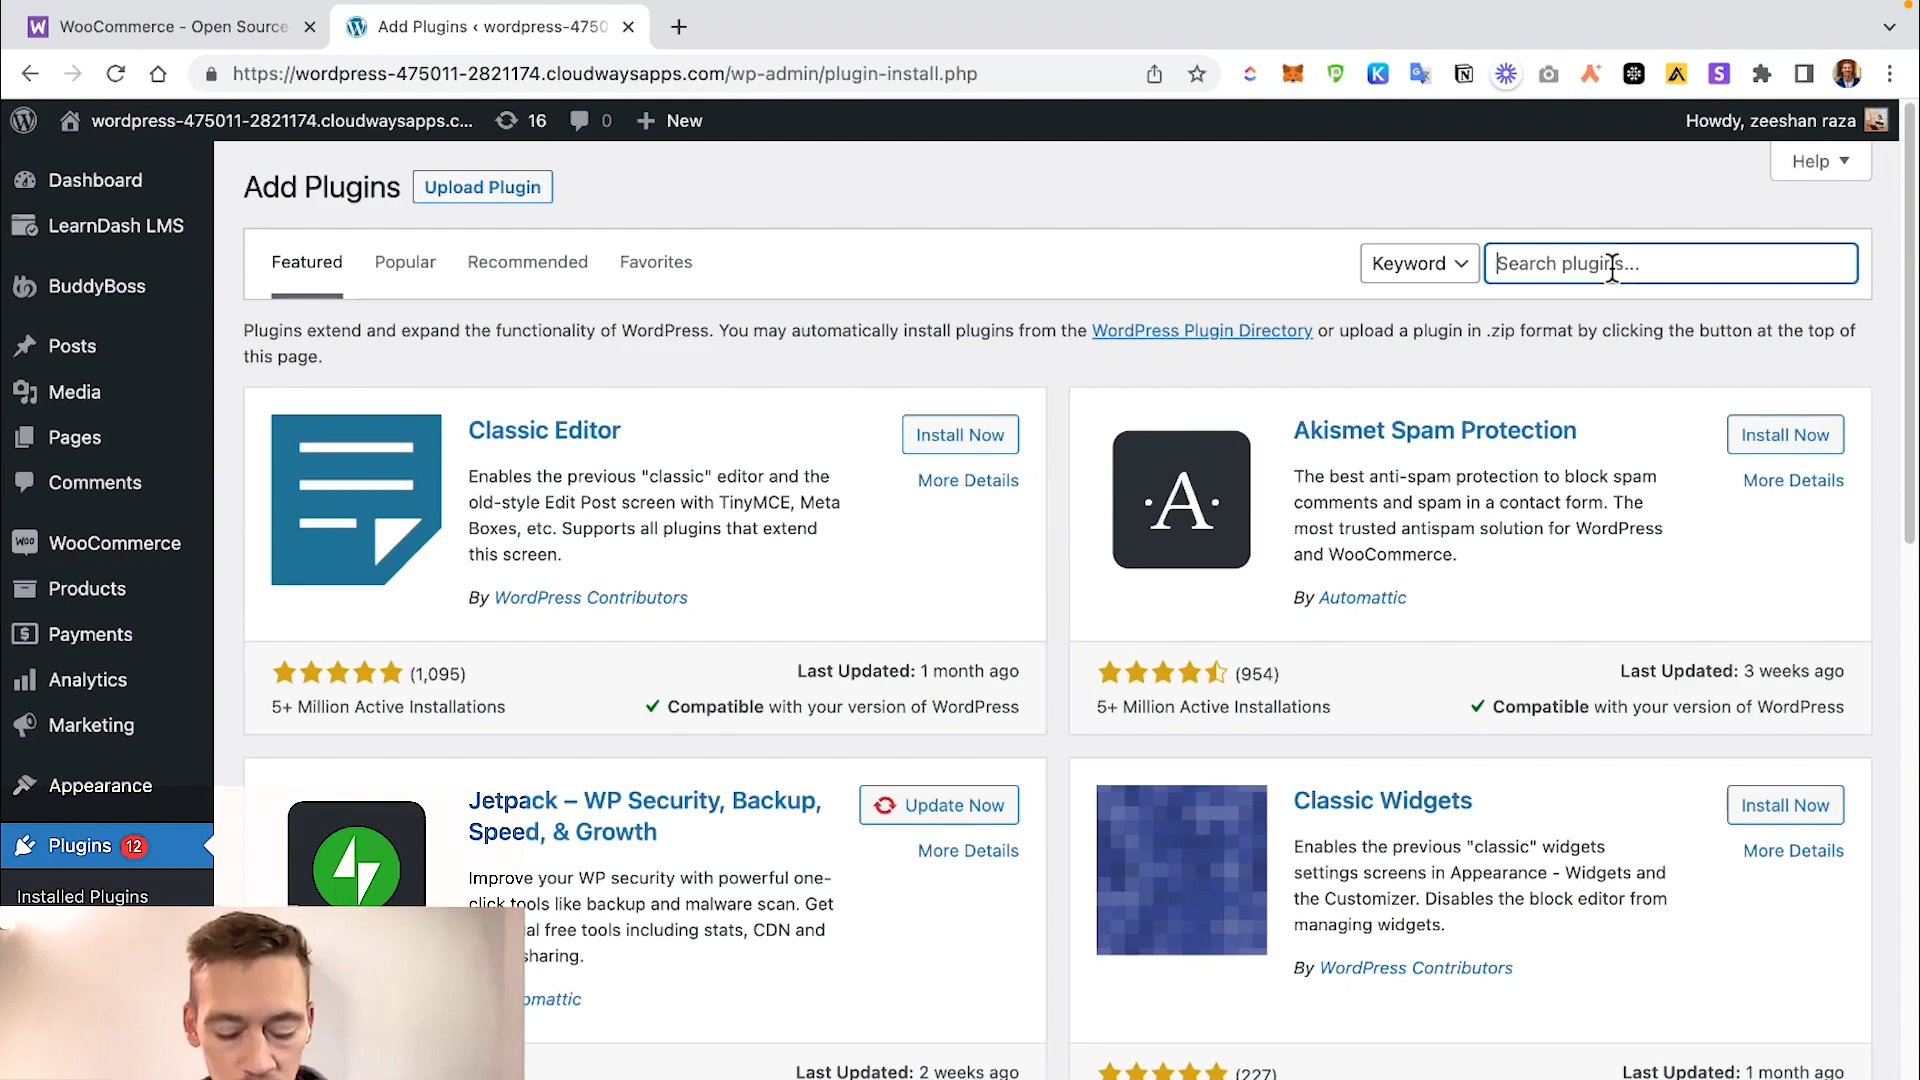 WooCommerce - Open Source
Add Plugins ‹ wordpress-4750
https://wordpress-475011-2821174.cloudwaysapps.com/wp-admin/plugin-install.php
wordpress-475011-2821174.cloudwaysapps.c...
16
0
New
Howdy, zeeshan raza
Dashboard
LearnDash LMS
BuddyBoss
Posts
Media
Pages
Comments
WooCommerce
Products
Payments
Analytics
Marketing
Appearance
Plugins 12
Installed Plugins
Help
Add Plugins
Upload Plugin
Featured
Popular
Recommended
Favorites
Keyword
Search plugins...
Plugins extend and expand the functionality of WordPress. You may automatically install plugins from the WordPress Plugin Directory or upload a plugin in .zip format by clicking the button at the top of
this page.
Classic Editor
Install Now
More Details
Enables the previous "classic" editor and the
old-style Edit Post screen with TinyMCE, Meta
Boxes, etc. Supports all plugins that extend
this screen.
By WordPress Contributors
(1,095)
Last Updated: 1 month ago
5+ Million Active Installations
Compatible with your version of WordPress
Akismet Spam Protection
Install Now
More Details
·A·
The best anti-spam protection to block spam
comments and spam in a contact form. The
most trusted antispam solution for WordPress
and WooCommerce.
By Automattic
(954)
Last Updated: 3 weeks ago
5+ Million Active Installations
Compatible with your version of WordPress
Jetpack – WP Security, Backup,
Speed, & Growth
Update Now
More Details
Improve your WP security with powerful one-
click tools like backup and malware scan. Get
al free tools including stats, CDN and
sharing.
omattic
Last Updated: 2 weeks ago
Classic Widgets
Install Now
More Details
Enables the previous "classic" widgets
settings screens in Appearance - Widgets and
the Customizer. Disables the block editor from
managing widgets.
By WordPress Contributors
(227)
Last Updated: 1 month ago